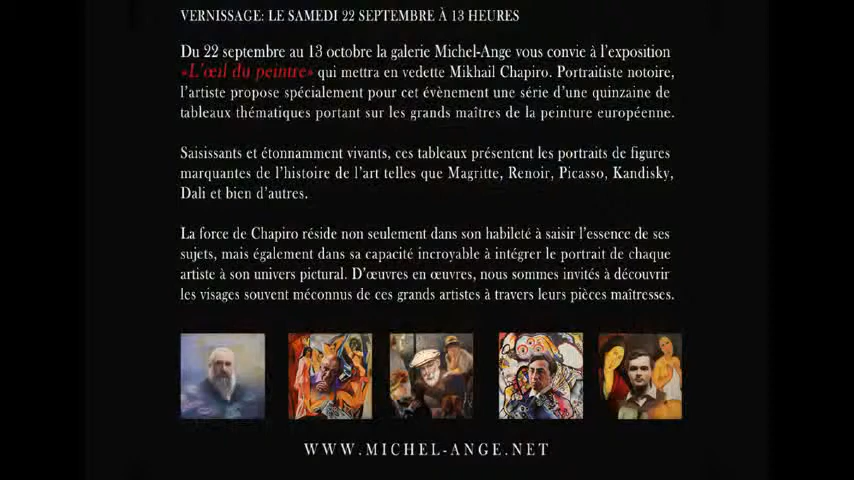 VERNISSAGE: LE SAMEDI 22 SEPTEMBRE À 13 HEURES
Du 22 septembre au 13 octobre la galerie Michel-Ange vous convie à l'exposition
«L'œil du peintre» qui mettra en vedette Mikhail Chapiro. Portraitiste notoire,
l'artiste propose spécialement pour cet évènement une série d'une quinzaine de
tableaux thématiques portant sur les grands maîtres de la peinture européenne.
Saisissants et étonnamment vivants, ces tableaux présentent les portraits de figures
marquantes de l'histoire de l'art telles que Magritte, Renoir, Picasso, Kandisky,
Dali et bien d'autres.
La force de Chapiro réside non seulement dans son habileté à saisir l'essence de ses
sujets, mais également dans sa capacité incroyable à intégrer le portrait de chaque
artiste à son univers pictural. D'œuvres en œuvres, nous sommes invités à découvrir
les visages souvent méconnus de ces grands artistes à travers leurs pièces maîtresses.
WWW.MICHEL-ANGE.NET